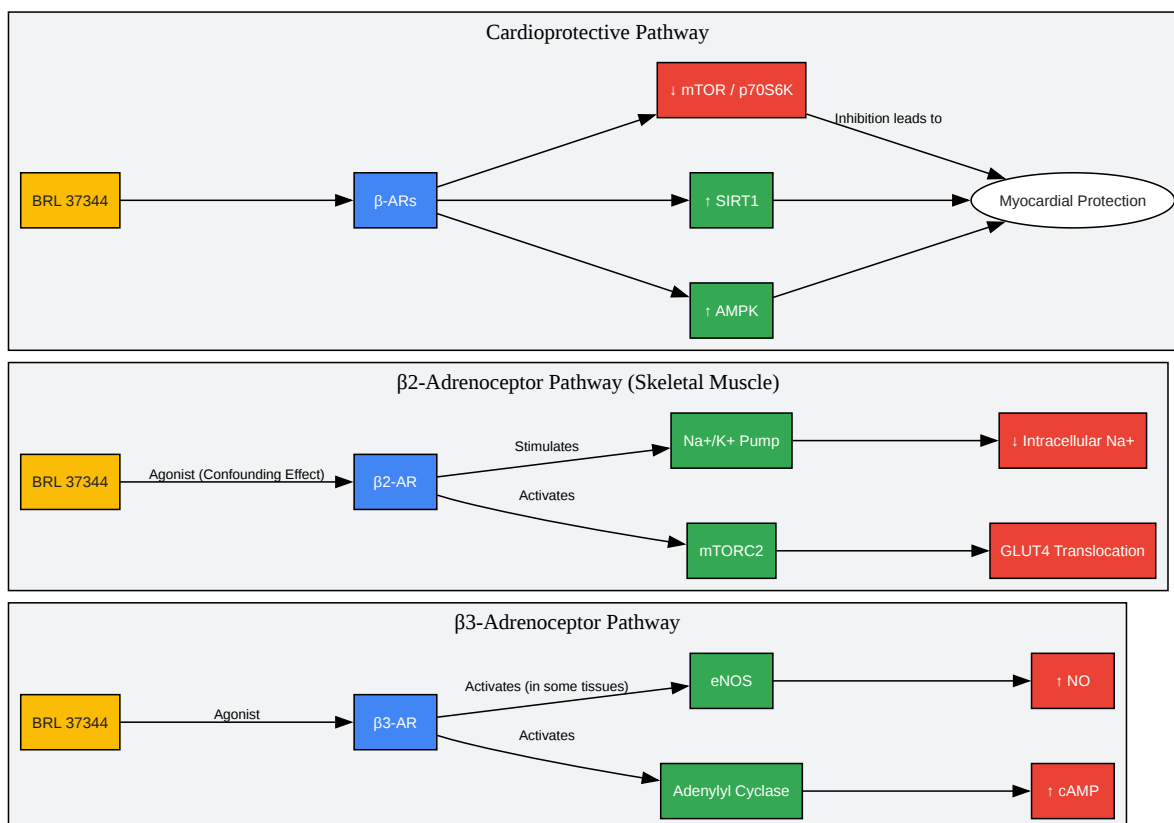 Cardioprotective Pathway
↓ mTOR / p70S6K
Inhibition leads to
BRL 37344
β-ARs
↑ SIRT1
Myocardial Protection
↑ AMPK
β2-Adrenoceptor Pathway (Skeletal Muscle)
Stimulates
Na+/K+ Pump
↓ Intracellular Na+
BRL 37344
Agonist (Confounding Effect)
β2-AR
Activates
mTORC2
GLUT4 Translocation
β3-Adrenoceptor Pathway
Activates (in some tissues)
eNOS
↑ NO
BRL 37344
Agonist
β3-AR
Activates
Adenylyl Cyclase
↑ cAMP